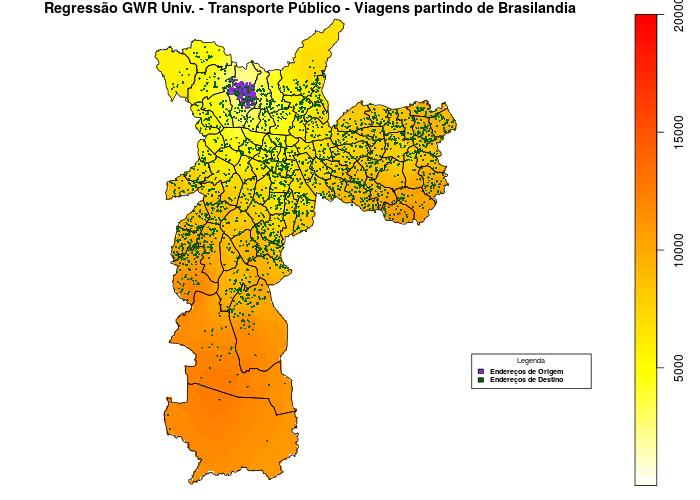 Regressão GWR Univ. - Transporte Público - Viagens partindo de Brasilandia
20000
15000
10000
5000
Legenda
Endereços de Origem
Endereços de Destino